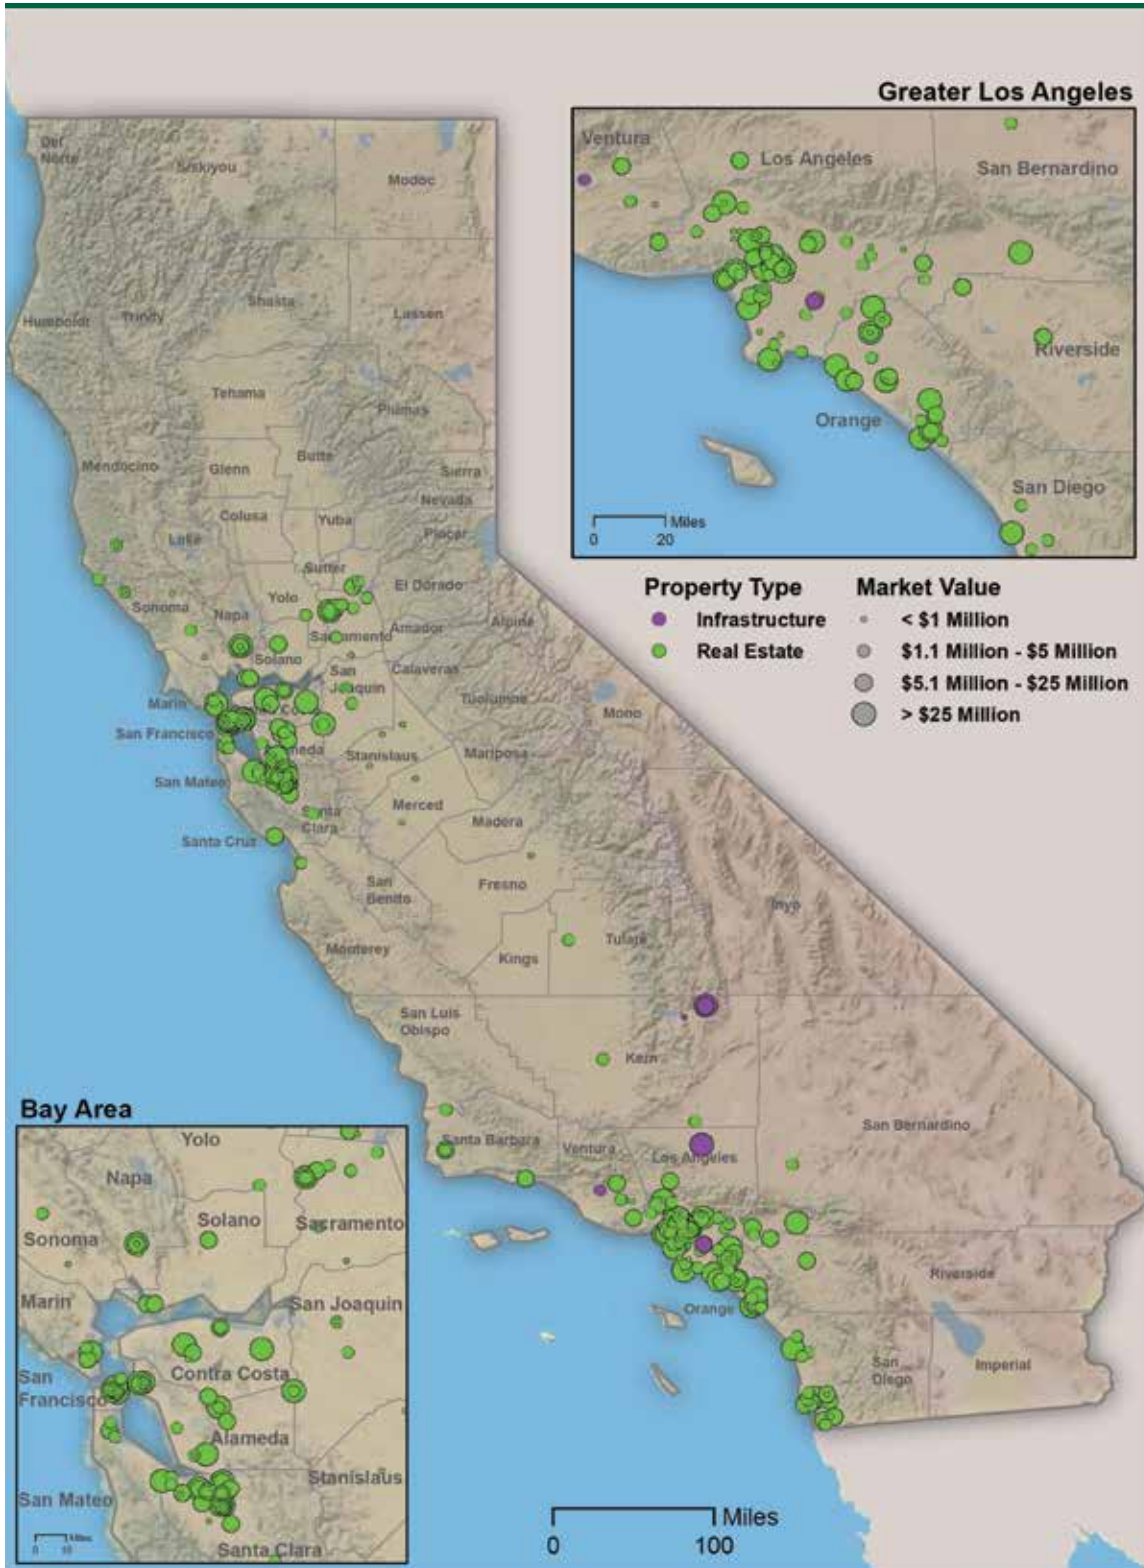 Greater Los Angeles
Ventura
Los Angeles
San Bernardino
Riverside
Orange
San Diego
Miles
0 20
Property Type
Infrastructure
Real Estate
Market Value
< $1 Million
$1.1 Million - $5 Million
$5.1 Million - $25 Million
> $25 Million
Del
Norte
Siskiyou
Modoc
Humboldt
Trinity
Shasta
Lassen
Tehama
Plumas
Mendocino
Glenn
Butte
Sierra
Nevada
Colusa
Yuba
Placer
Lake
Sutter
El Dorado
Sonoma
Napa
Yolo
Sacramento
Amador
Alpine
Solano
San
Joaquin
Calaveras
Marin
Tuolumne
Mono
San Francisco
Stanislaus
Mariposa
San Mateo
Merced
Santa
Clara
Madera
Santa Cruz
Fresno
San
Benito
Inyo
Tulare
Monterey
Kings
San Luis
Obispo
Kern
Santa Barbara
Ventura
Los Angeles
San Bernardino
Riverside
Orange
San
Diego
Imperial
Miles
0 100
Bay Area
Yolo
Napa
Solano
Sacramento
Sonoma
Marin
San Joaquin
Contra Costa
San
Francisco
Alameda
Stanislaus
San Mateo
Santa Clara
Miles
0 10